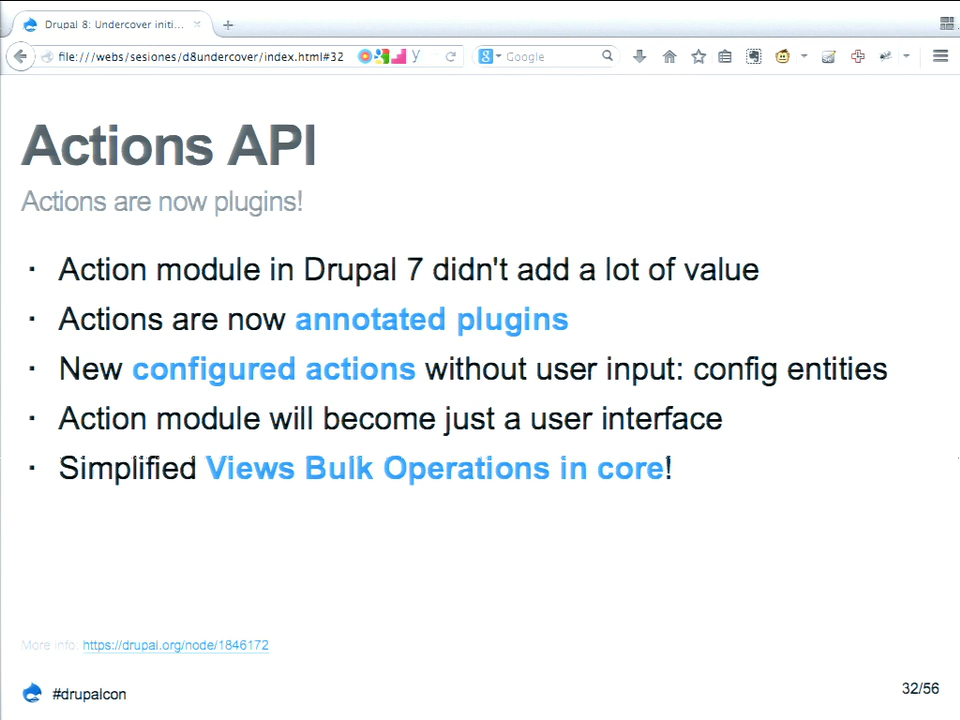 Drupal 8: Undercover initi...
file:///webs/sesiones/d8undercover/index.html#32
Google
Actions API
Actions are now plugins!
· Action module in Drupal 7 didn't add a lot of value
· Actions are now annotated plugins
· New configured actions without user input: config entities
· Action module will become just a user interface
· Simplified Views Bulk Operations in core!
More info: https://drupal.org/node/1846172
#drupalcon
32/56